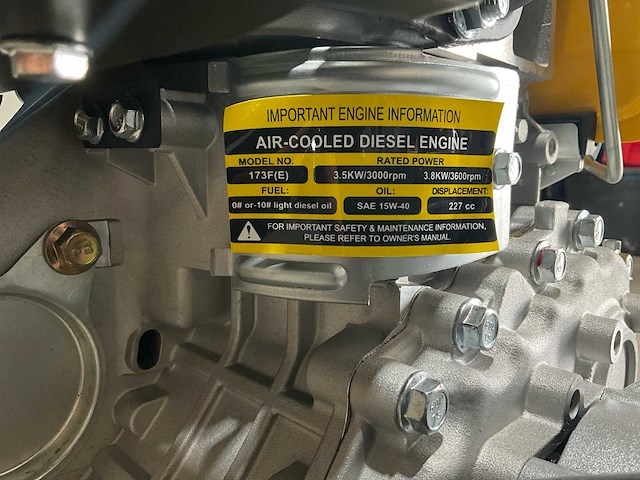 IMPORTANT ENGINE INFORMATION
AIR-COOLED DIESEL ENGINE
MODEL NO. RATED POWER
173F(E) 3.5KW/3000rpm 3.8KW/3600rpm
FUEL: OIL: DISPLACEMENT:
0# or-10# light diesel oil SAE 15W-40 227 cc
FOR IMPORTANT SAFETY & MAINTENANCE INFORMATION,
PLEASE REFER TO OWNER'S MANUAL.